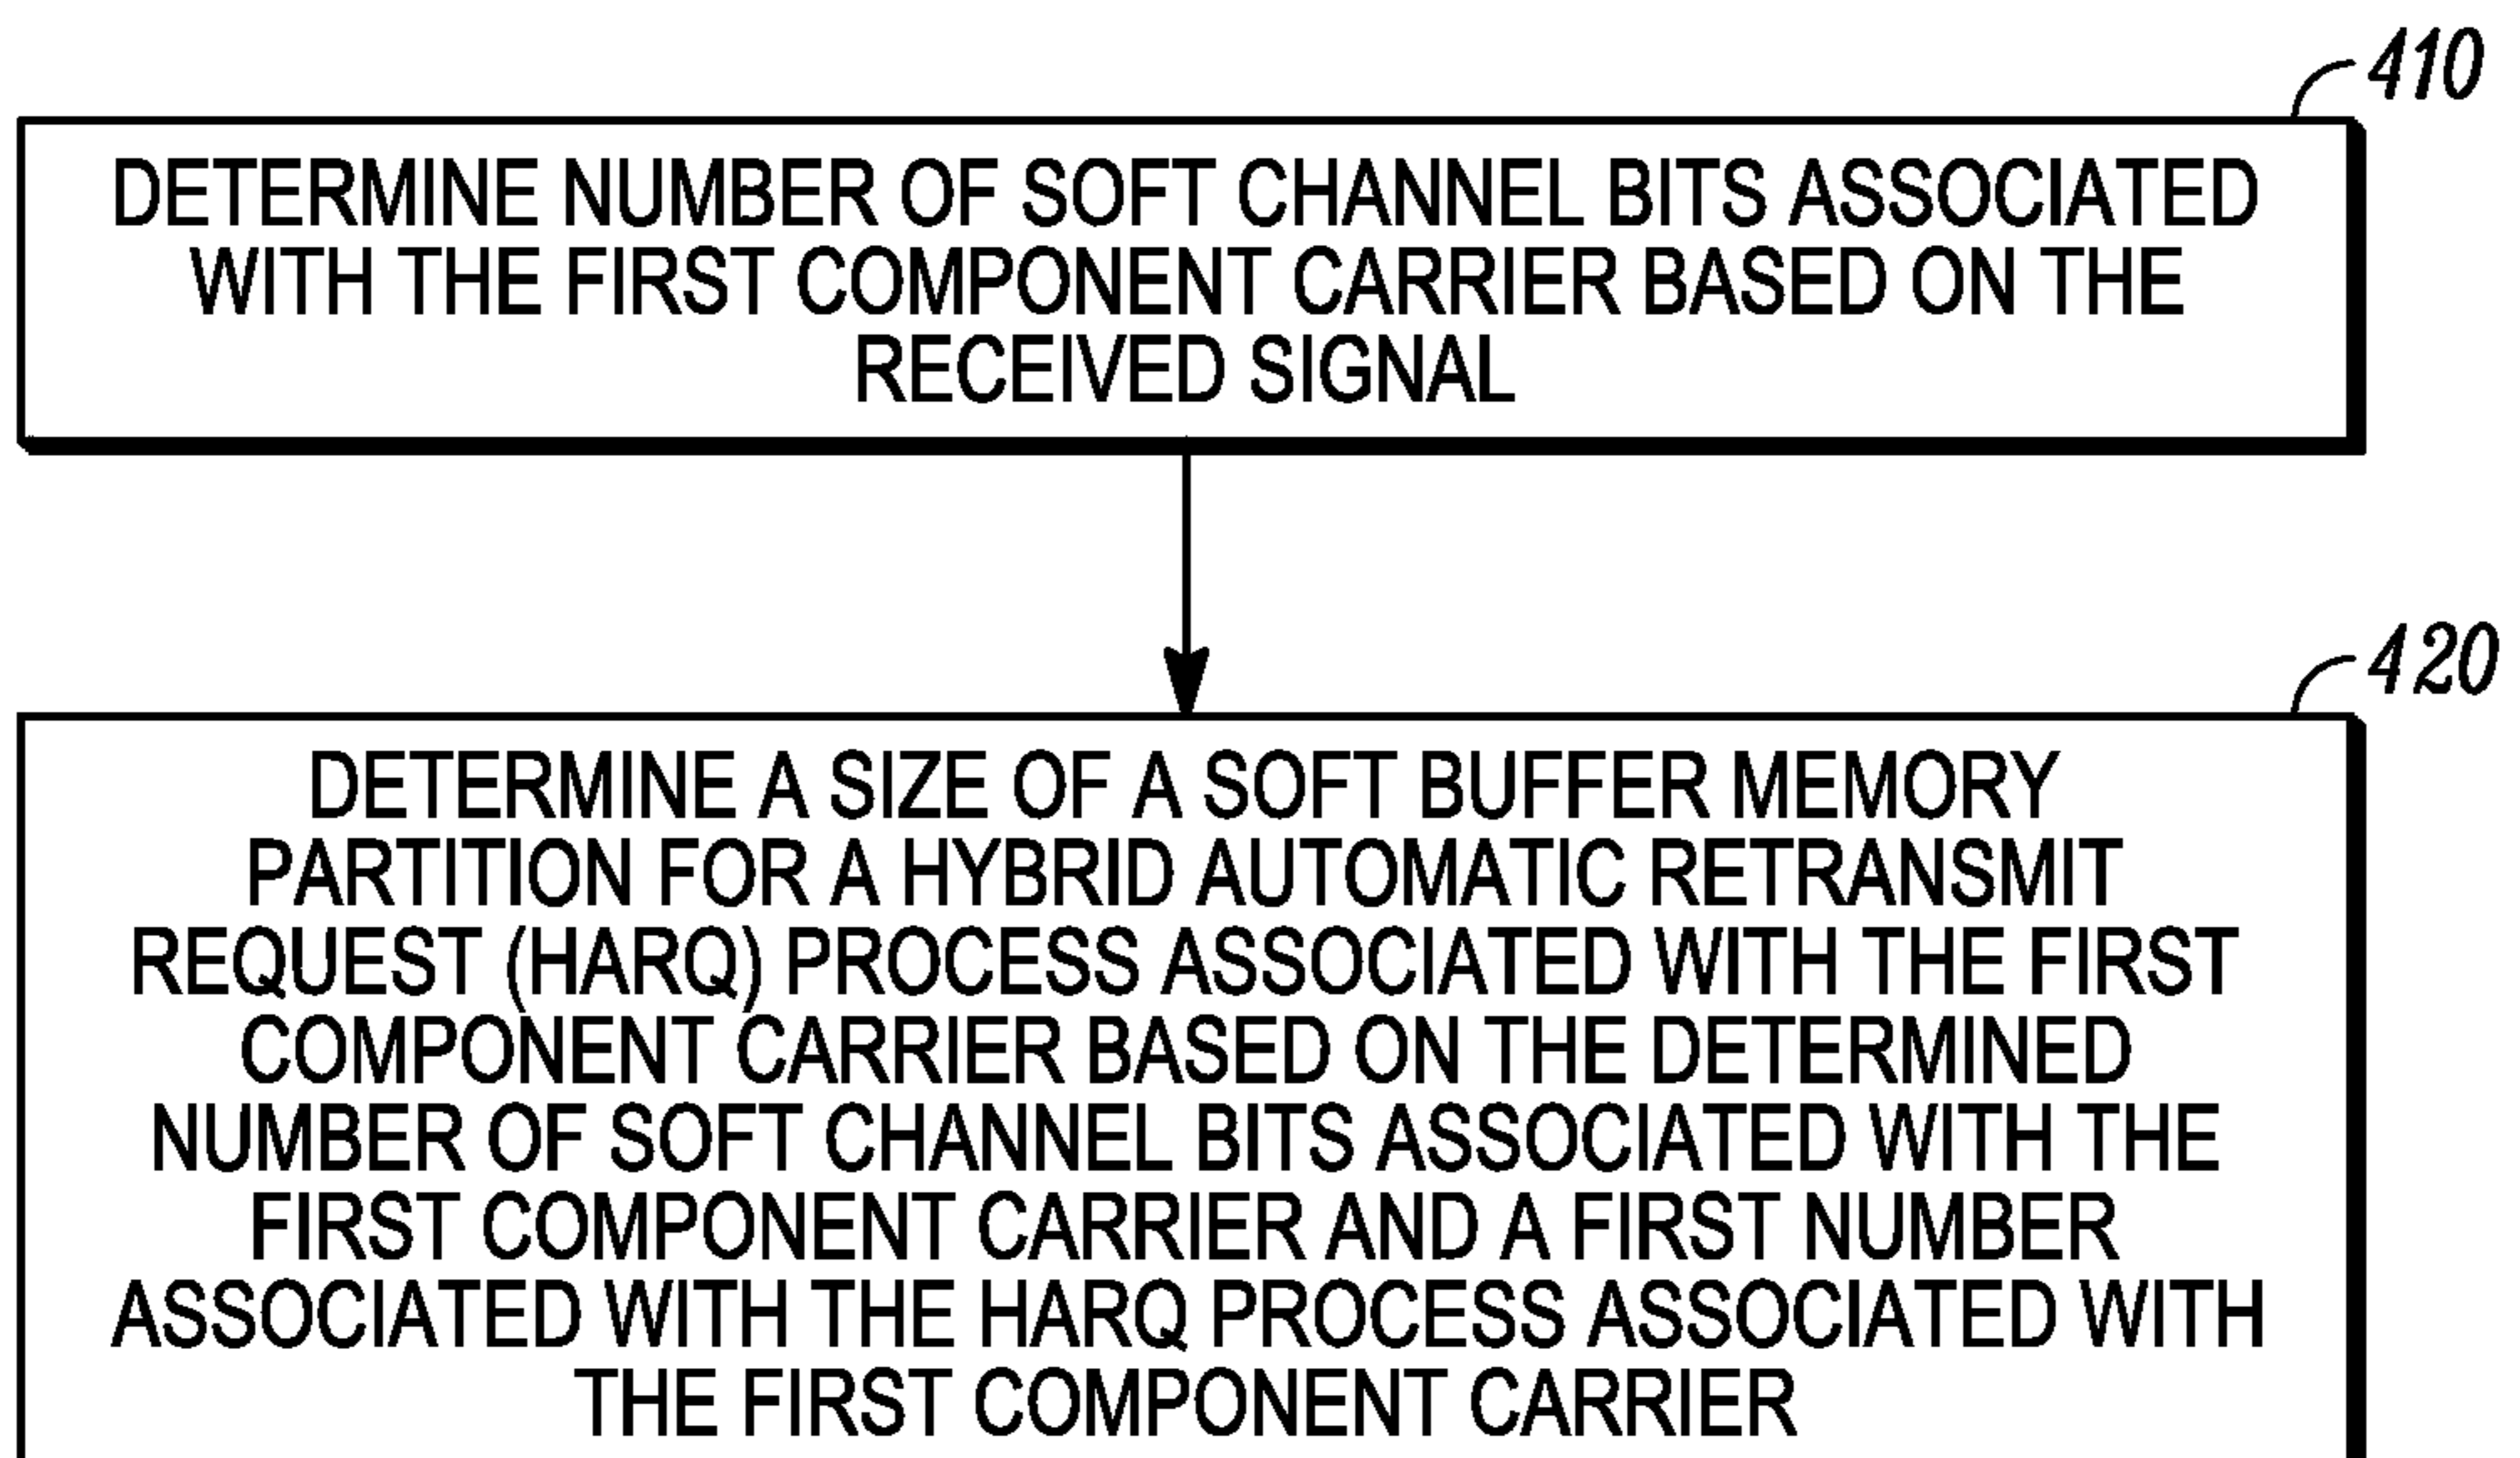 410
DETERMINE NUMBER OF SOFT CHANNEL BITS ASSOCIATED
WITH THE FIRST COMPONENT CARRIER BASED ON THE
RECEIVED SIGNAL
420
DETERMINE A SIZE OF A SOFT BUFFER MEMORY
PARTITION FOR A HYBRID AUTOMATIC RETRANSMIT
REQUEST (HARQ) PROCESS ASSOCIATED WITH THE FIRST
COMPONENT CARRIER BASED ON THE DETERMINED
NUMBER OF SOFT CHANNEL BITS ASSOCIATED WITH THE
FIRST COMPONENT CARRIER AND A FIRST NUMBER
ASSOCIATED WITH THE HARQ PROCESS ASSOCIATED WITH
THE FIRST COMPONENT CARRIER